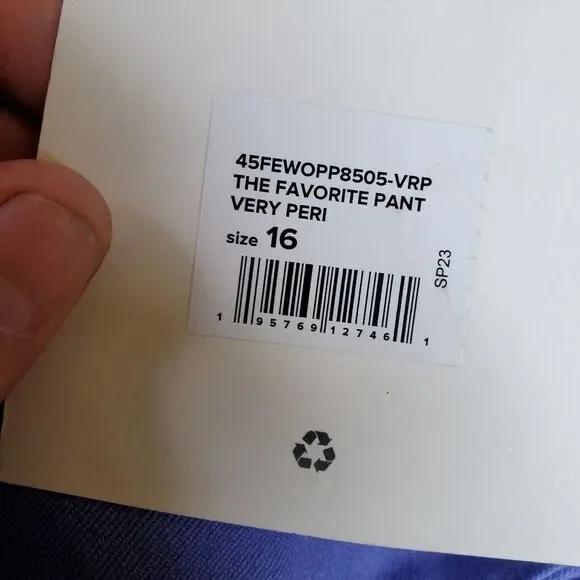 45FEWOPP8505-VRP
THE FAVORITE PANT
VERY PERI
size 16
SP23
1 95769 12746 1